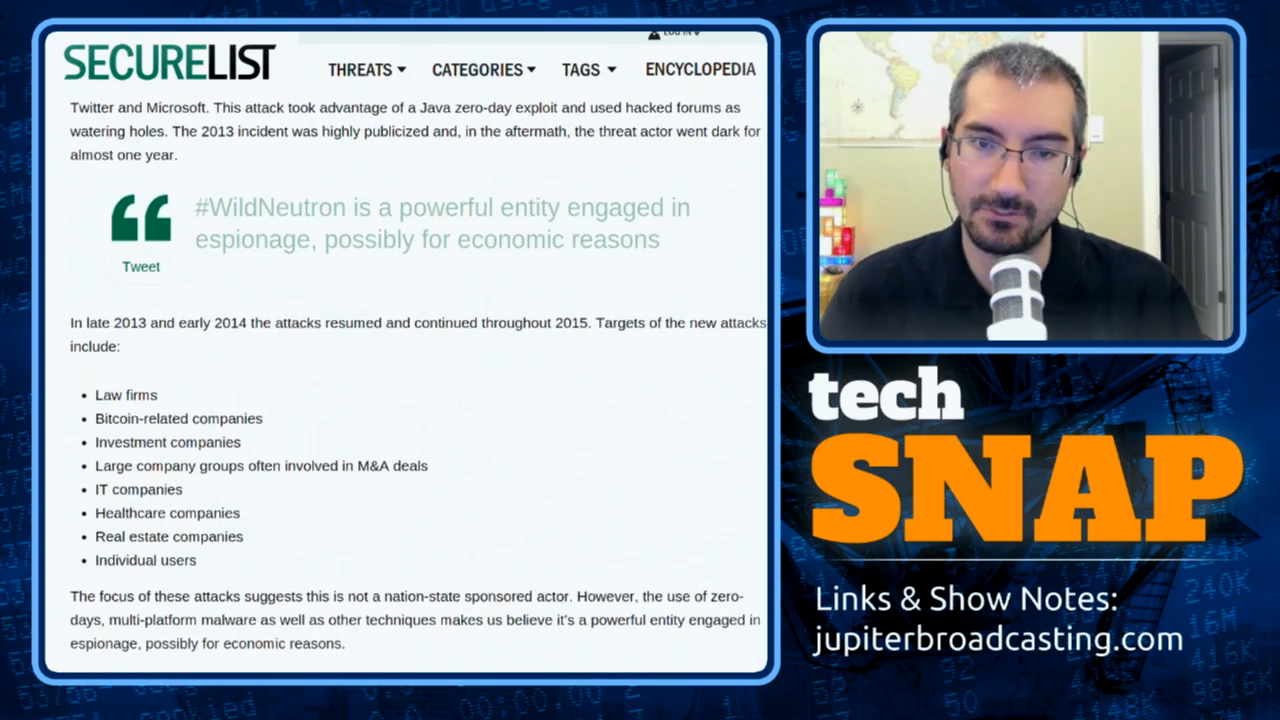 SECURELIST
LOG IN
THREATS
CATEGORIES
TAGS
ENCYCLOPEDIA
Twitter and Microsoft. This attack took advantage of a Java zero-day exploit and used hacked forums as
watering holes. The 2013 incident was highly publicized and, in the aftermath, the threat actor went dark for
almost one year.
#WildNeutron is a powerful entity engaged in
espionage, possibly for economic reasons
Tweet
In late 2013 and early 2014 the attacks resumed and continued throughout 2015. Targets of the new attacks
include:
• Law firms
• Bitcoin-related companies
• Investment companies
• Large company groups often involved in M&A deals
• IT companies
• Healthcare companies
• Real estate companies
• Individual users
The focus of these attacks suggests this is not a nation-state sponsored actor. However, the use of zero-
days, multi-platform malware as well as other techniques makes us believe it's a powerful entity engaged in
espionage, possibly for economic reasons.
tech
SNAP
Links & Show Notes:
jupiterbroadcasting.com